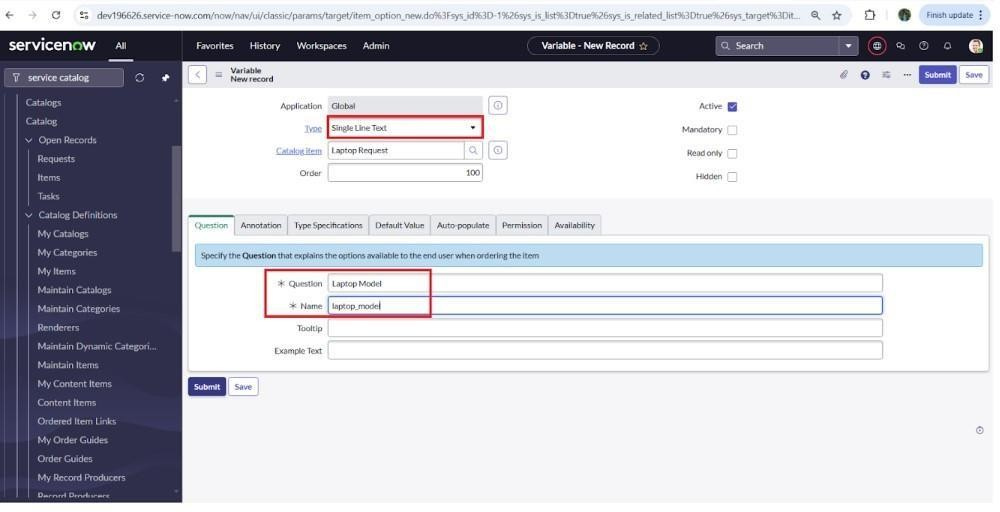 dev196626.service-now.com/now/nav/ui/classic/params/target/item_option_new.do%3Fsys_id%3D-1%26sys_is_list%3Dtrue%26sys_is_related_list%3Dtrue%26sys_target%3Dit...
Finish update
servicenow All Favorites History Workspaces Admin Variable - New Record Search
service catalog
Catalogs
Catalog
Open Records
Requests
Items
Tasks
Catalog Definitions
My Catalogs
My Categories
My Items
Maintain Catalogs
Maintain Categories
Renderers
Maintain Dynamic Categori...
Maintain Items
My Content Items
Content Items
Ordered Item Links
My Order Guides
Order Guides
My Record Producers
Record Producers
Variable
New record
Submit Save
Application Global
Type Single Line Text
Catalog item Laptop Request
Order 100
Active
Mandatory
Read only
Hidden
Question Annotation Type Specifications Default Value Auto-populate Permission Availability
Specify the Question that explains the options available to the end user when ordering the item
* Question Laptop Model
* Name laptop_model
Tooltip
Example Text
Submit Save